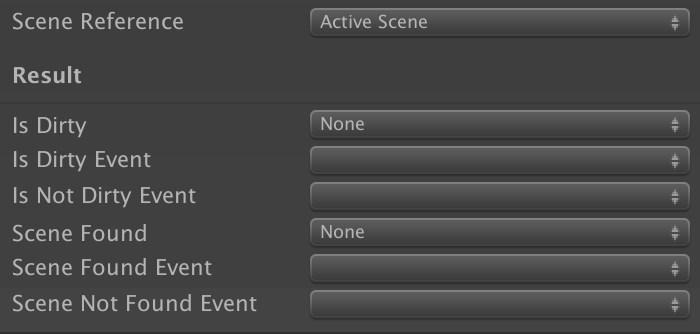 Scene Reference Active Scene
Result
Is Dirty None
Is Dirty Event
Is Not Dirty Event
Scene Found None
Scene Found Event
Scene Not Found Event